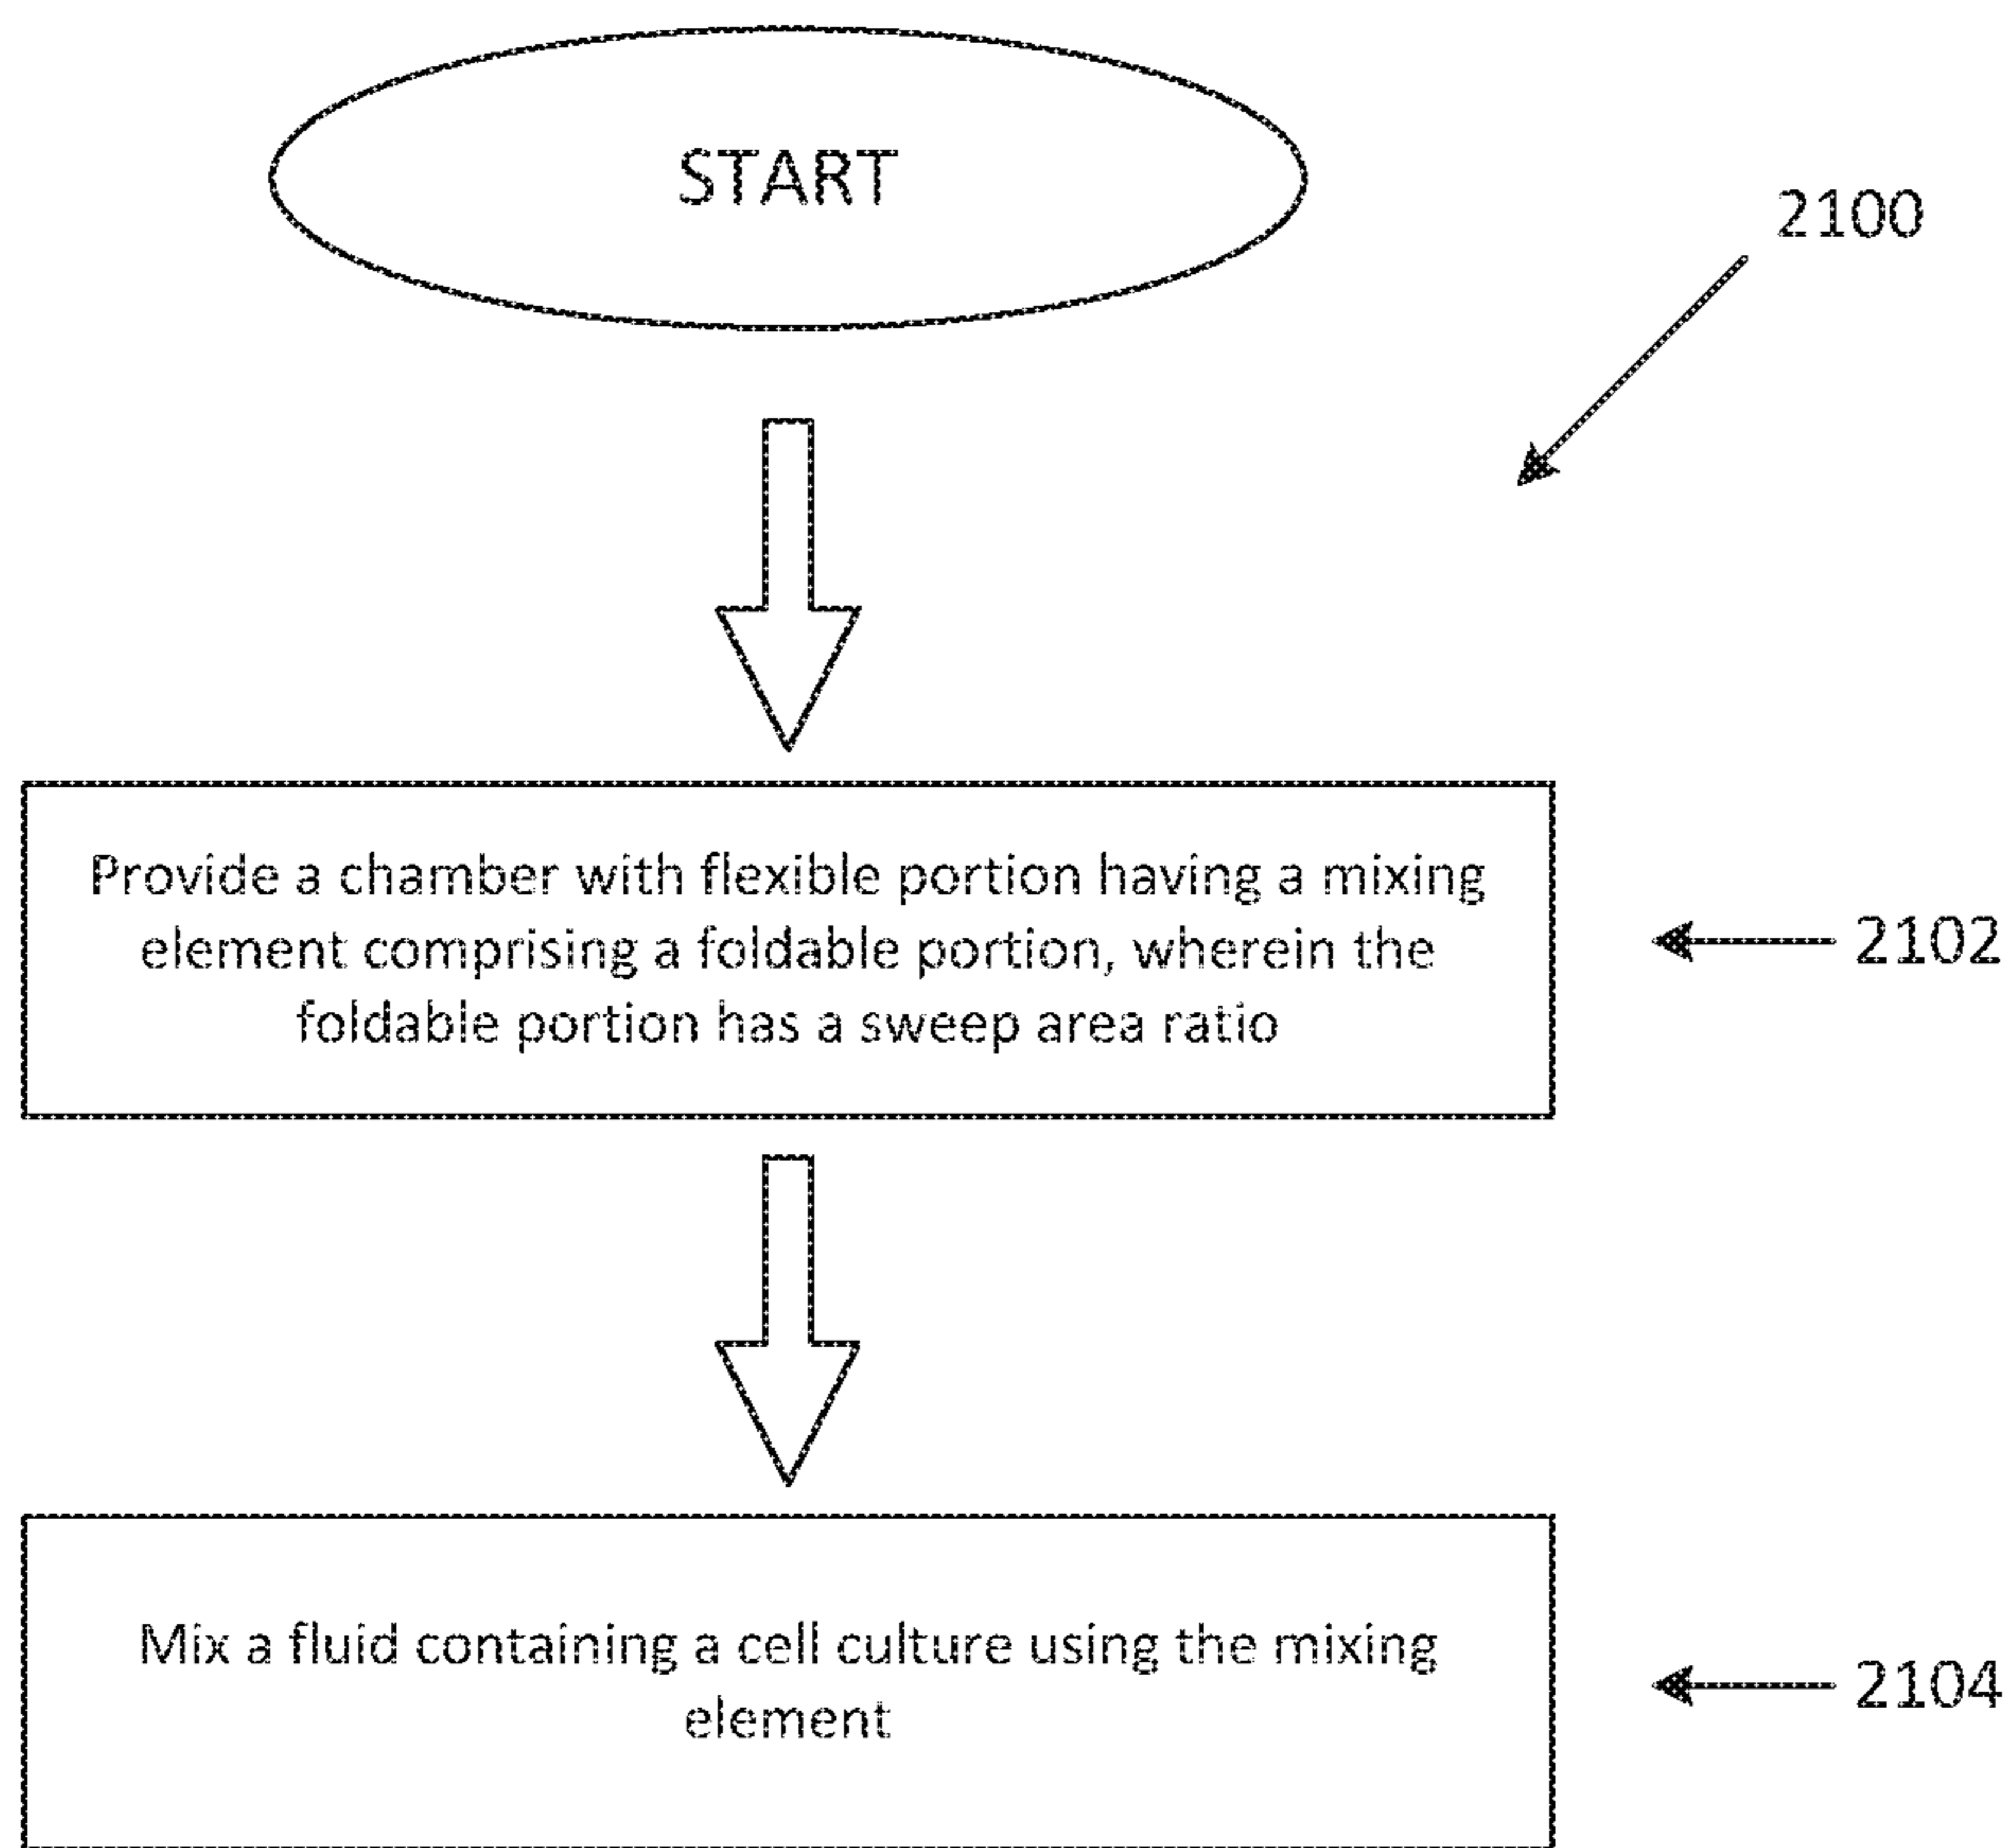 START
2100
Provide a chamber with flexible portion having a mixing
element comprising a foldable portion, wherein the
foldable portion has a sweep area ratio
2102
Mix a fluid containing a cell culture using the mixing
element
2104